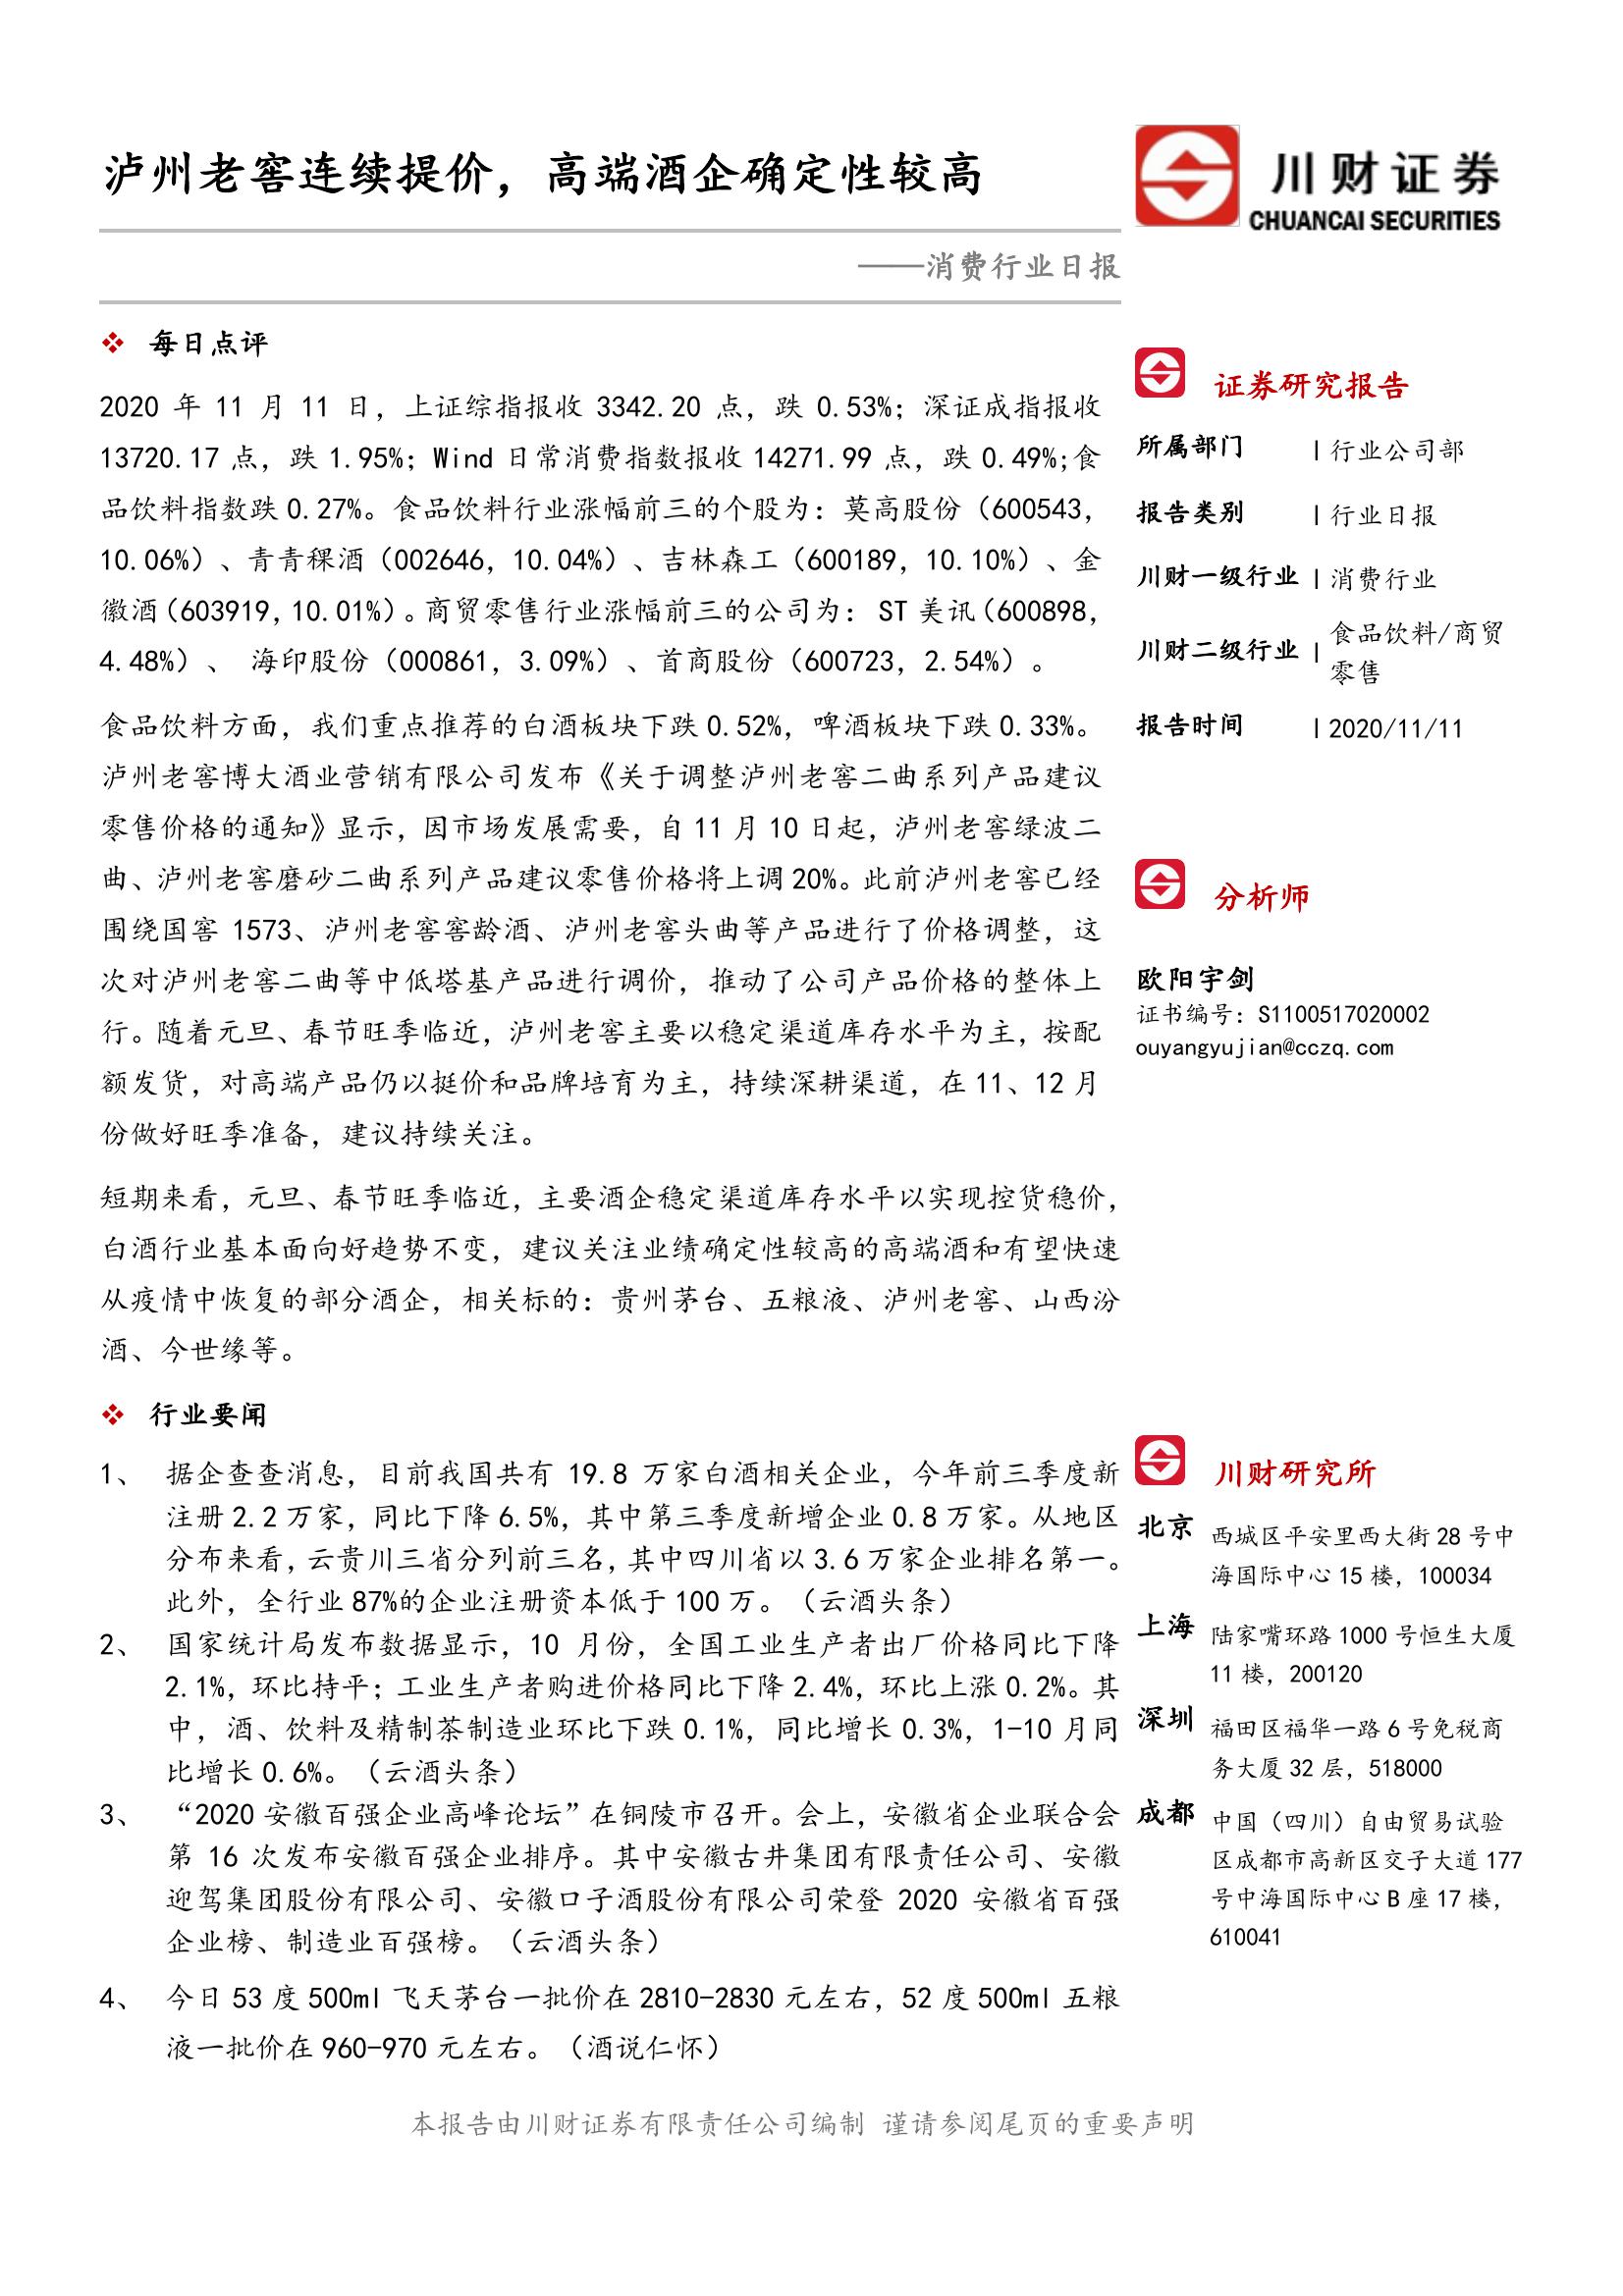 泸州老窖连续提价，高端酒企确定性较高
川财证券
CHUANCAI SECURITIES
——消费行业日报
❖ 每日点评
2020 年 11 月 11 日，上证综指报收 3342.20 点，跌 0.53%；深证成指报收
13720.17 点，跌 1.95%；Wind 日常消费指数报收 14271.99 点，跌 0.49%;食
品饮料指数跌 0.27%。食品饮料行业涨幅前三的个股为：莫高股份（600543，
10.06%）、青青稞酒（002646，10.04%）、吉林森工（600189，10.10%）、金
徽酒（603919，10.01%）。商贸零售行业涨幅前三的公司为： ST 美讯（600898，
4.48%）、 海印股份（000861，3.09%）、首商股份（600723，2.54%）。
食品饮料方面，我们重点推荐的白酒板块下跌 0.52%，啤酒板块下跌 0.33%。
泸州老窖博大酒业营销有限公司发布《关于调整泸州老窖二曲系列产品建议
零售价格的通知》显示，因市场发展需要，自 11 月 10 日起，泸州老窖绿波二
曲、泸州老窖磨砂二曲系列产品建议零售价格将上调 20%。此前泸州老窖已经
围绕国窖 1573、泸州老窖窖龄酒、泸州老窖头曲等产品进行了价格调整，这
次对泸州老窖二曲等中低塔基产品进行调价，推动了公司产品价格的整体上
行。随着元旦、春节旺季临近，泸州老窖主要以稳定渠道库存水平为主，按配
额发货，对高端产品仍以挺价和品牌培育为主，持续深耕渠道，在 11、12 月
份做好旺季准备，建议持续关注。
短期来看，元旦、春节旺季临近，主要酒企稳定渠道库存水平以实现控货稳价，
白酒行业基本面向好趋势不变，建议关注业绩确定性较高的高端酒和有望快速
从疫情中恢复的部分酒企，相关标的：贵州茅台、五粮液、泸州老窖、山西汾
酒、今世缘等。
❖ 行业要闻
1、 据企查查消息，目前我国共有 19.8 万家白酒相关企业，今年前三季度新
注册 2.2 万家，同比下降 6.5%，其中第三季度新增企业 0.8 万家。从地区
分布来看，云贵川三省分列前三名，其中四川省以 3.6 万家企业排名第一。
此外，全行业 87%的企业注册资本低于 100 万。（云酒头条）
2、 国家统计局发布数据显示，10 月份，全国工业生产者出厂价格同比下降
2.1%，环比持平；工业生产者购进价格同比下降 2.4%，环比上涨 0.2%。其
中，酒、饮料及精制茶制造业环比下跌 0.1%，同比增长 0.3%，1-10 月同
比增长 0.6%。（云酒头条）
3、 “2020 安徽百强企业高峰论坛”在铜陵市召开。会上，安徽省企业联合会
第 16 次发布安徽百强企业排序。其中安徽古井集团有限责任公司、安徽
迎驾集团股份有限公司、安徽口子酒股份有限公司荣登 2020 安徽省百强
企业榜、制造业百强榜。（云酒头条）
4、 今日 53 度 500ml 飞天茅台一批价在 2810-2830 元左右，52 度 500ml 五粮
液一批价在 960-970 元左右。（酒说仁怀）
证券研究报告
所属部门 | 行业公司部
报告类别 | 行业日报
川财一级行业 | 消费行业
川财二级行业 | 食品饮料/商贸
零售
报告时间 | 2020/11/11
分析师
欧阳宇剑
证书编号：S1100517020002
ouyangyujian@cczq.com
川财研究所
北京 西城区平安里西大街 28 号中
海国际中心 15 楼，100034
上海 陆家嘴环路 1000 号恒生大厦
11 楼，200120
深圳 福田区福华一路 6 号免税商
务大厦 32 层，518000
成都 中国（四川）自由贸易试验
区成都市高新区交子大道 177
号中海国际中心 B 座 17 楼，
610041
本报告由川财证券有限责任公司编制 谨请参阅尾页的重要声明